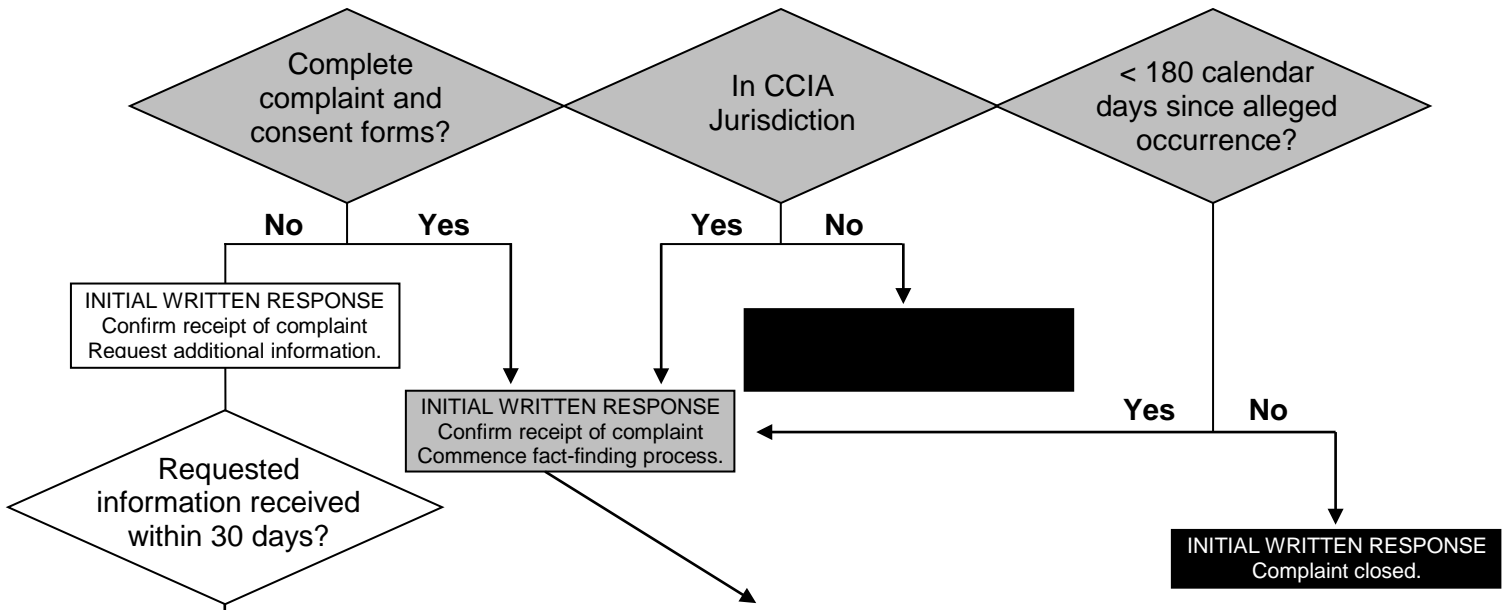 Complete
complaint and
consent forms?
In CCIA
Jurisdiction
< 180 calendar
days since alleged
occurrence?
No
Yes
Yes
No
INITIAL WRITTEN RESPONSE
Confirm receipt of complaint
Request additional information.
INITIAL WRITTEN RESPONSE
Confirm receipt of complaint
Commence fact-finding process.
Yes
No
Requested
information received
within 30 days?
INITIAL WRITTEN RESPONSE
Complaint closed.